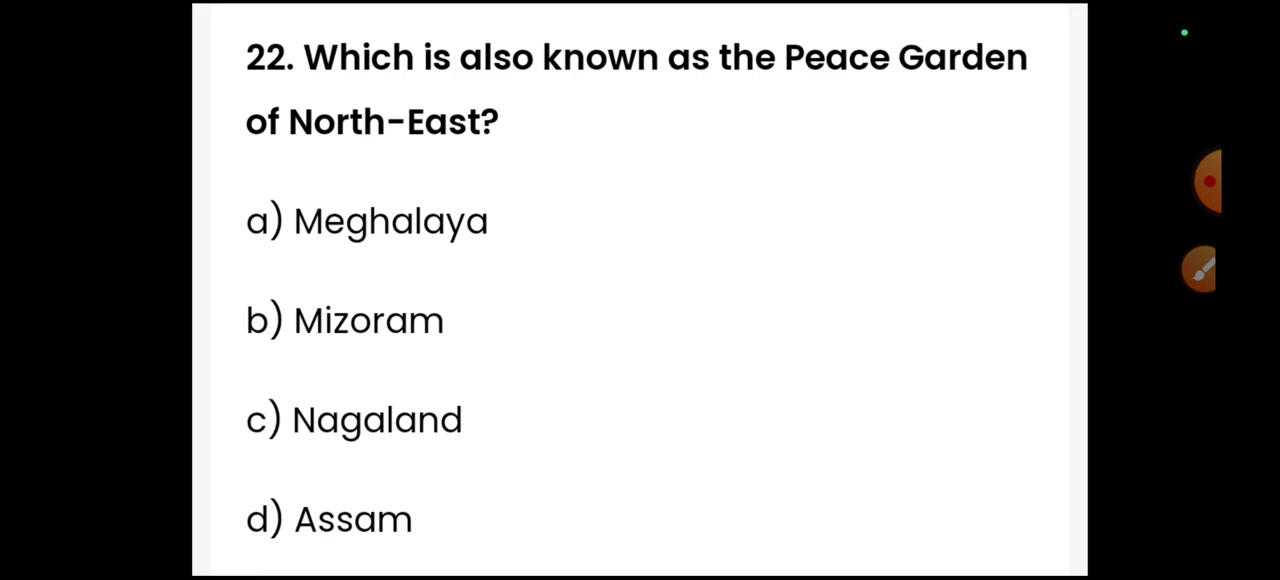 22. Which is also known as the Peace Garden
of North-East?
a) Meghalaya
b) Mizoram
c) Nagaland
d) Assam